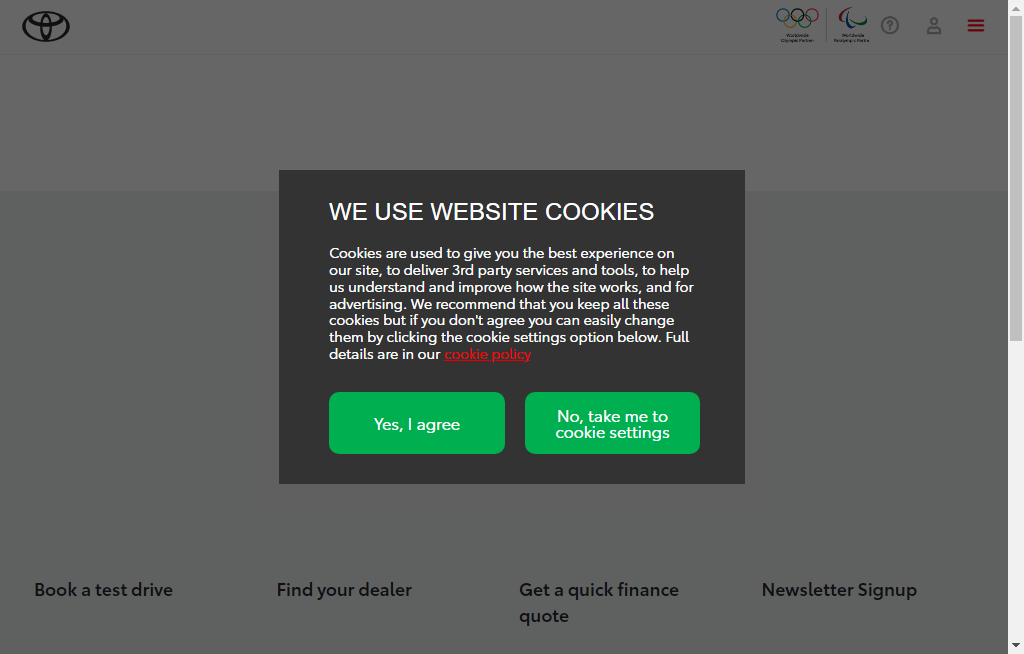 Worldwide Worldwide
Olympic Partner Paralympic Partner
WE USE WEBSITE COOKIES
Cookies are used to give you the best experience on
our site, to deliver 3rd party services and tools, to help
us understand and improve how the site works, and for
advertising. We recommend that you keep all these
cookies but if you don't agree you can easily change
them by clicking the cookie settings option below. Full
details are in our cookie policy
Yes, I agree
No, take me to
cookie settings
Book a test drive
Find your dealer
Get a quick finance
quote
Newsletter Signup